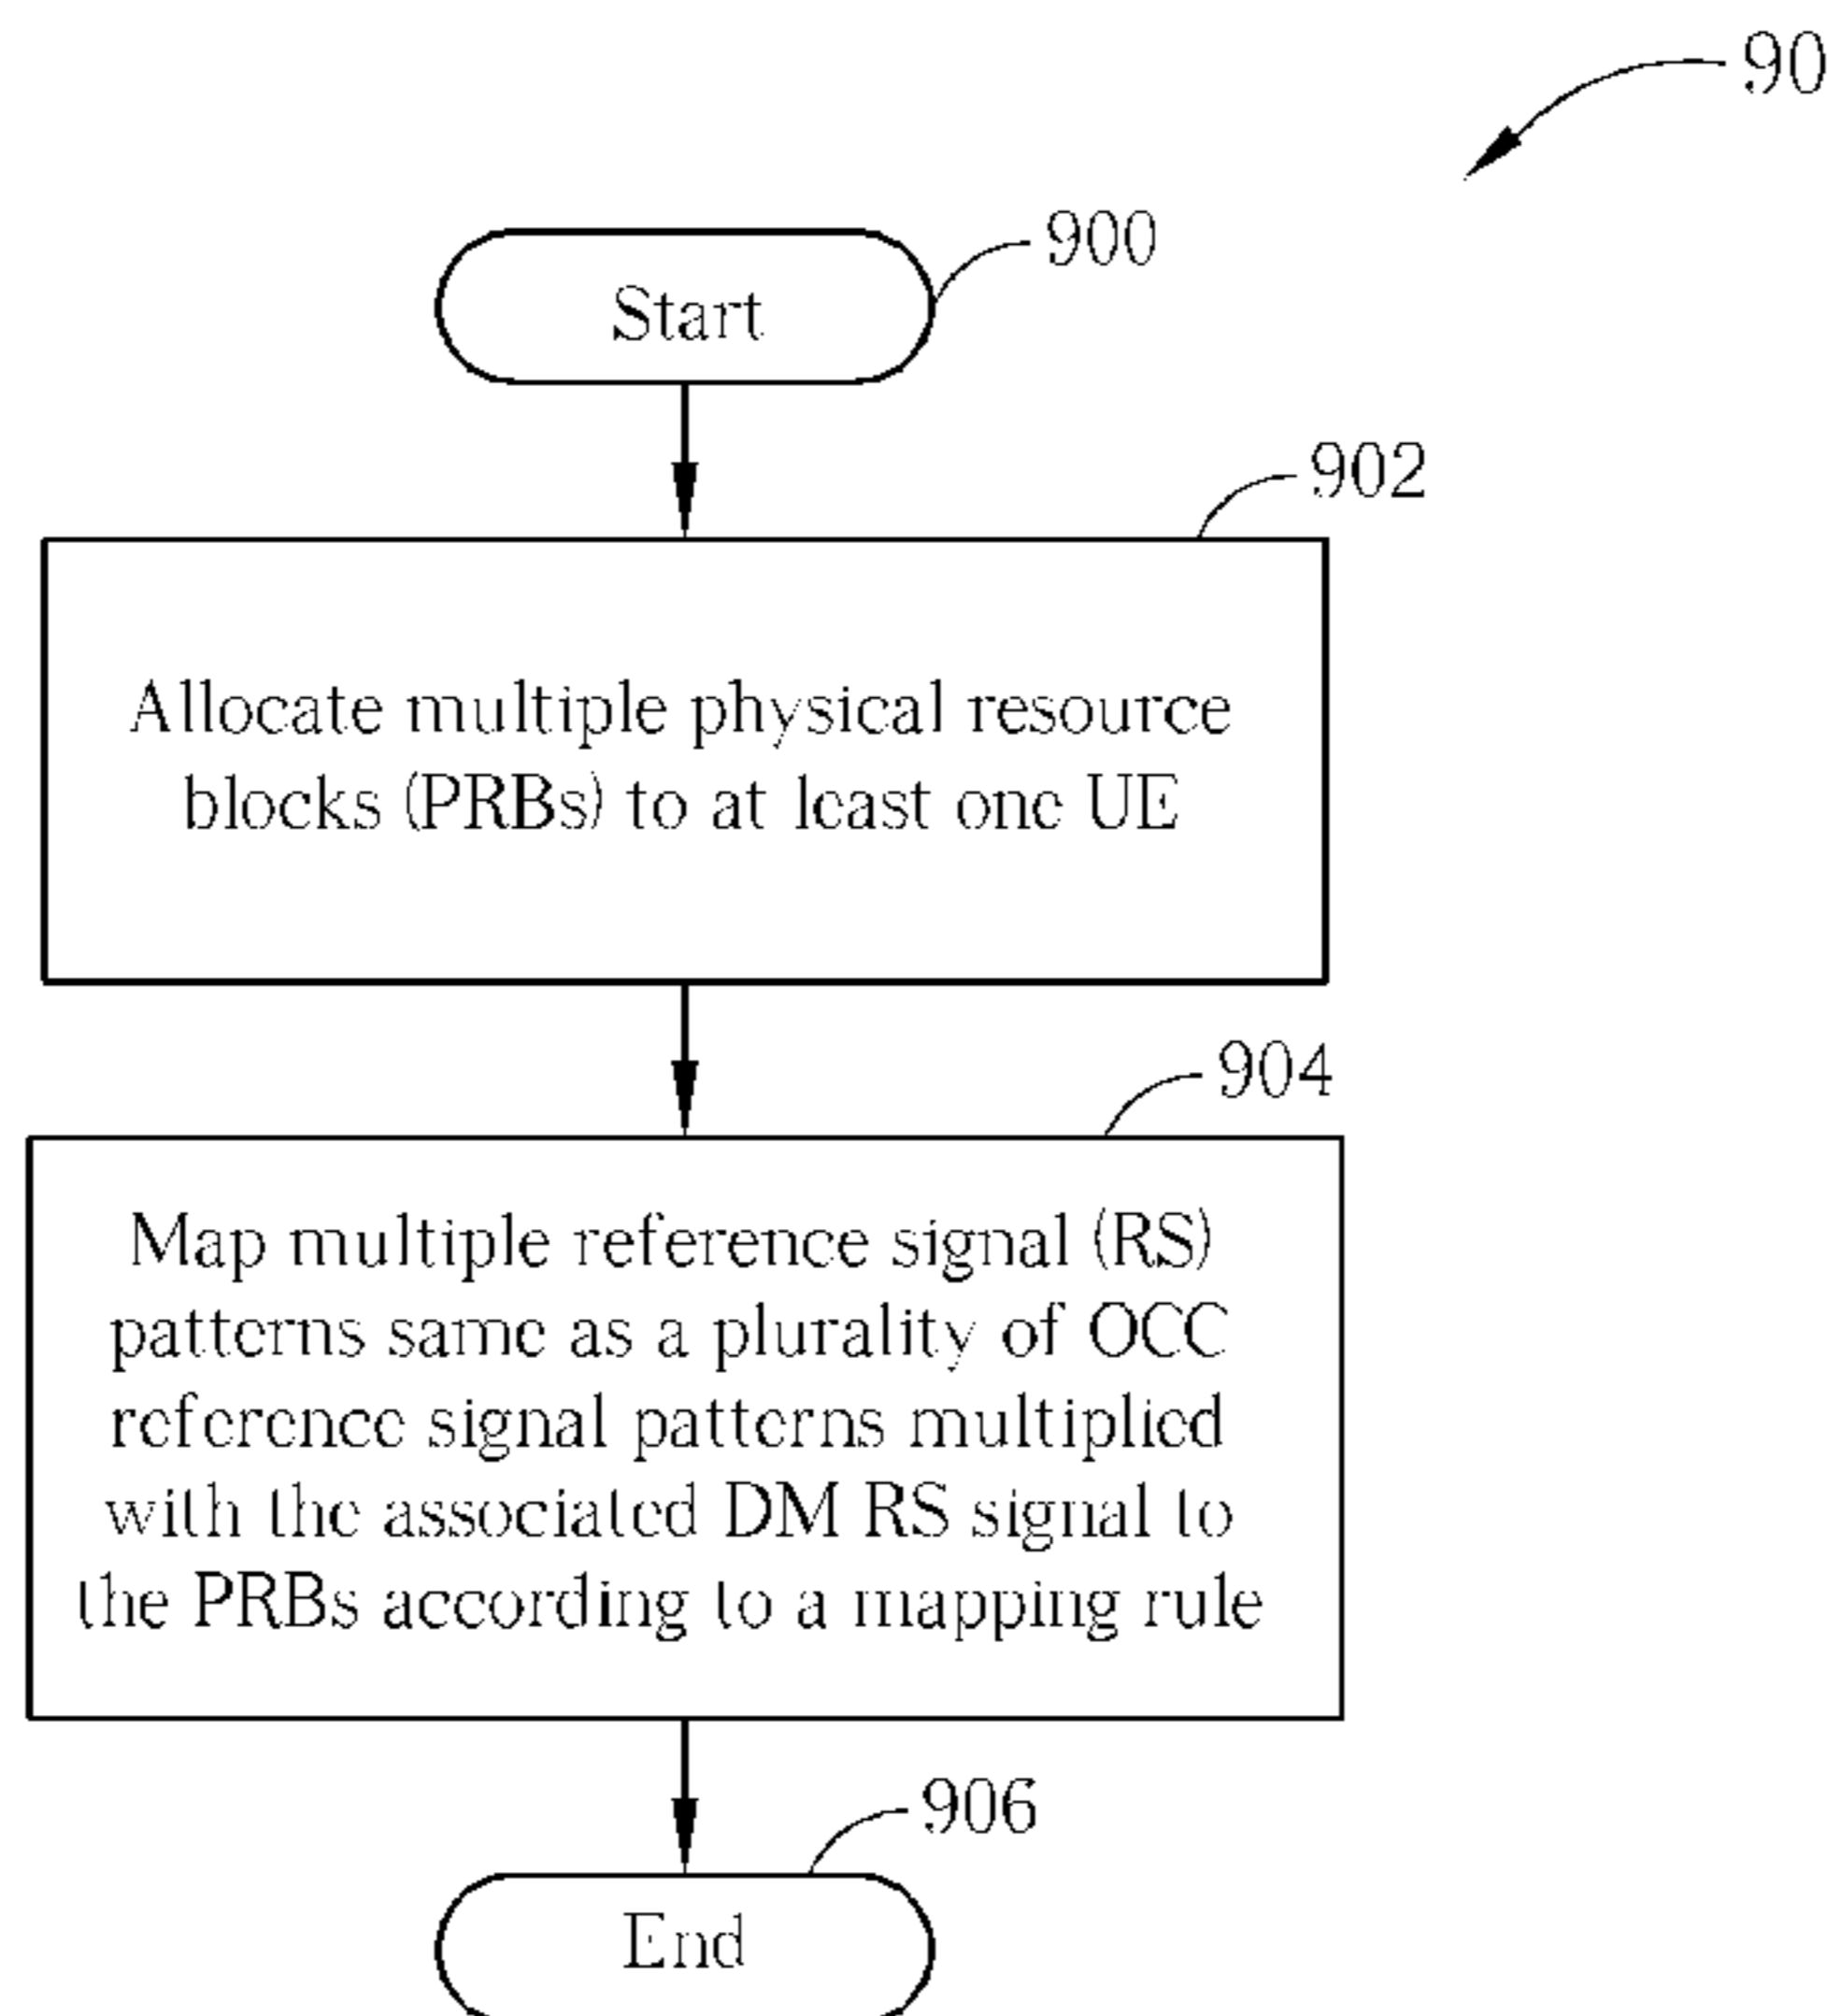 90
900
Start
902
Allocate multiple physical resource
blocks (PRBs) to at least one UE
904
Map multiple reference signal (RS)
patterns same as a plurality of OCC
reference signal patterns multiplied
with the associated DM RS signal to
the PRBs according to a mapping rule
906
End